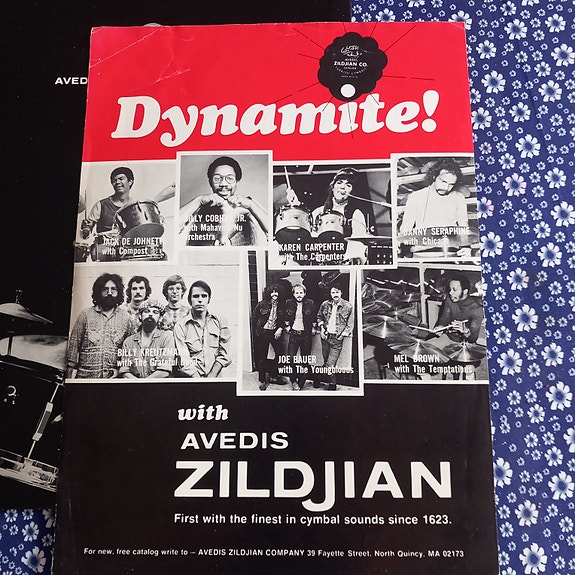 AVEDIS
ZILDJIAN CO.
AVED
Dynamite!
JACK DE JOHNET
with Compost
BILLY COBHAM, JR.
with Mahavishnu
Orchestra
KAREN CARPENTER
with The Carpenters
DANNY SERAPHINE
with Chicago
BILLY KREUTZMAN
with The Grateful Dead
JOE BAUER
with The Youngbloods
MEL BROWN
with The Temptations
with
AVEDIS
ZILDJIAN
First with the finest in cymbal sounds since 1623.
For new, free catalog write to — AVEDIS ZILDJIAN COMPANY 39 Fayette Street, North Quincy, MA 02173